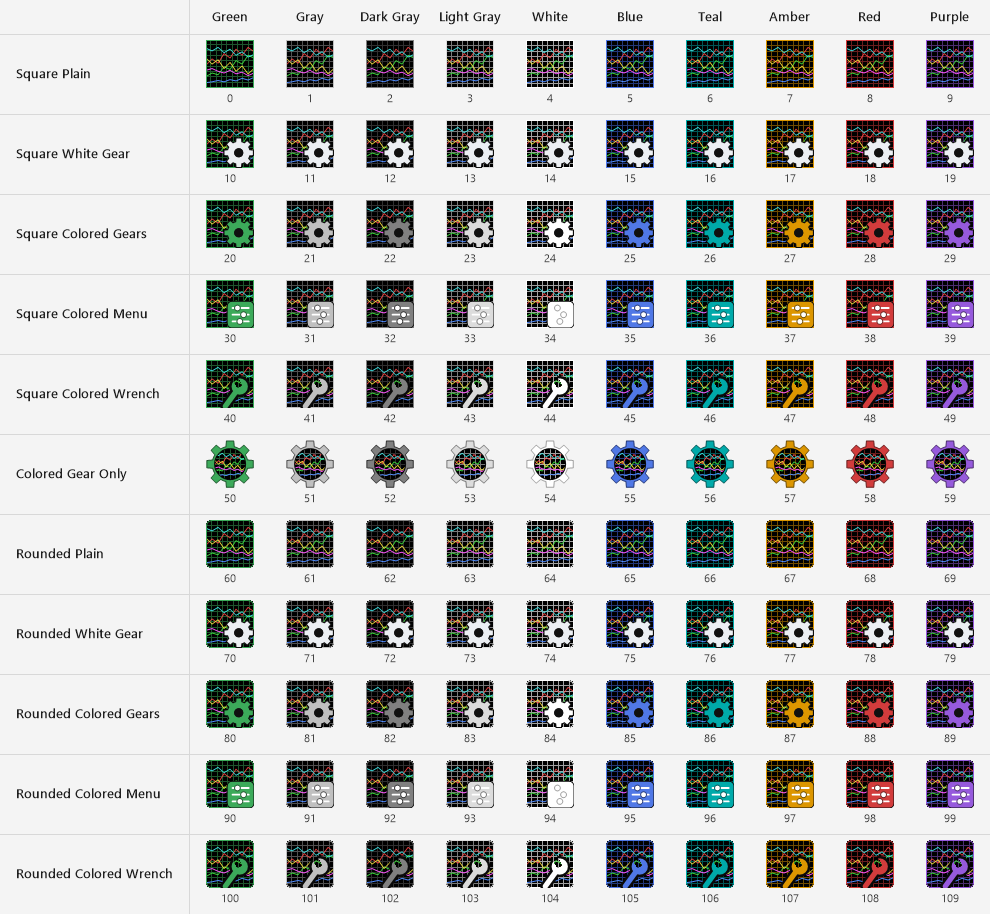 Green Gray Dark Gray Light Gray White Blue Teal Amber Red Purple
Square Plain
0 1 2 3 4 5 6 7 8 9
Square White Gear
10 11 12 13 14 15 16 17 18 19
Square Colored Gears
20 21 22 23 24 25 26 27 28 29
Square Colored Menu
30 31 32 33 34 35 36 37 38 39
Square Colored Wrench
40 41 42 43 44 45 46 47 48 49
Colored Gear Only
50 51 52 53 54 55 56 57 58 59
Rounded Plain
60 61 62 63 64 65 66 67 68 69
Rounded White Gear
70 71 72 73 74 75 76 77 78 79
Rounded Colored Gears
80 81 82 83 84 85 86 87 88 89
Rounded Colored Menu
90 91 92 93 94 95 96 97 98 99
Rounded Colored Wrench
100 101 102 103 104 105 106 107 108 109